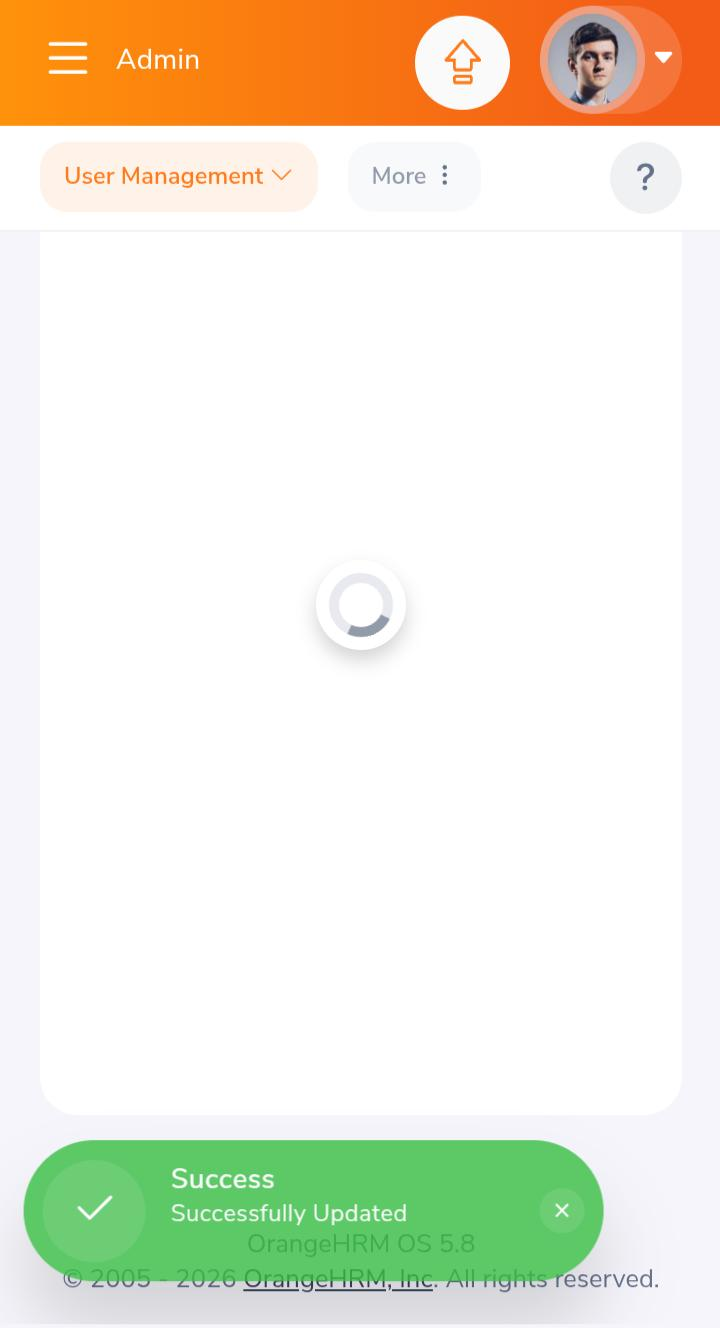 Admin
User Management
More
?
Success
Successfully Updated
OrangeHRM OS 5.8
© 2005 - 2026 OrangeHRM, Inc. All rights reserved.